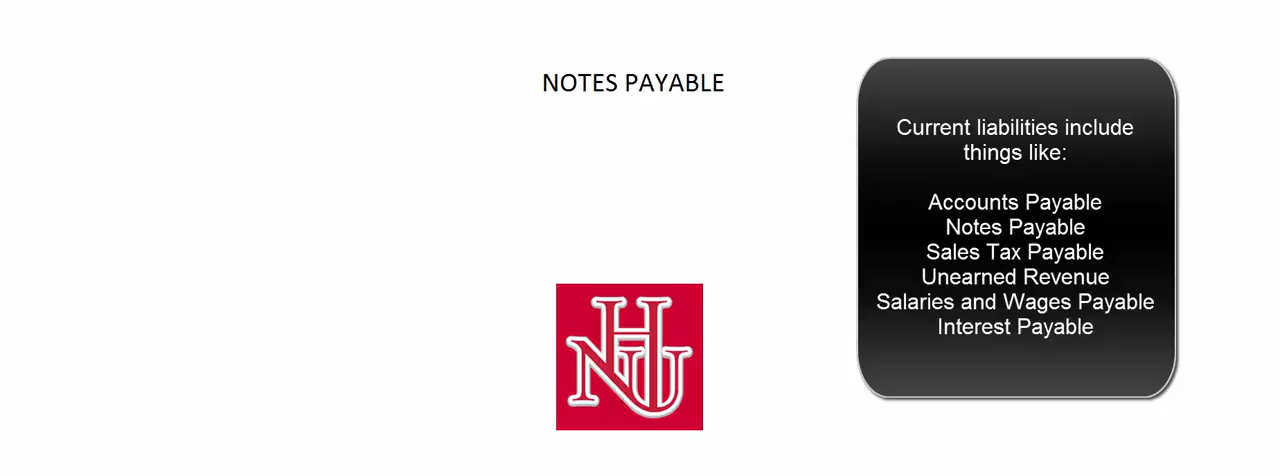 NOTES PAYABLE
Current liabilities include
things like:
Accounts Payable
Notes Payable
Sales Tax Payable
Unearned Revenue
Salaries and Wages Payable
Interest Payable
HNU